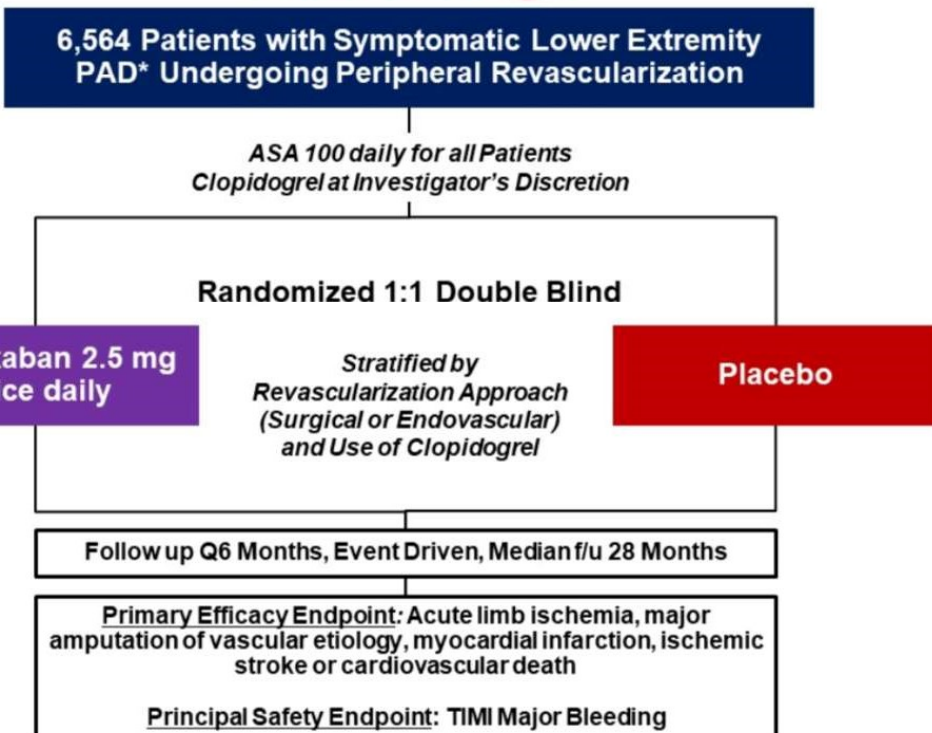 6,564 Patients with Symptomatic Lower Extremity
PAD* Undergoing Peripheral Revascularization
ASA 100 daily for all Patients
Clopidogrel at Investigator's Discretion
Randomized 1:1 Double Blind
aban 2.5 mg
ce daily
Stratified by
Revascularization Approach
(Surgical or Endovascular)
and Use of Clopidogrel
Placebo
Follow up Q6 Months, Event Driven, Median f/u 28 Months
Primary Efficacy Endpoint: Acute limb ischemia, major
amputation of vascular etiology, myocardial infarction, ischemic
stroke or cardiovascular death
Principal Safety Endpoint: TIMI Major Bleeding